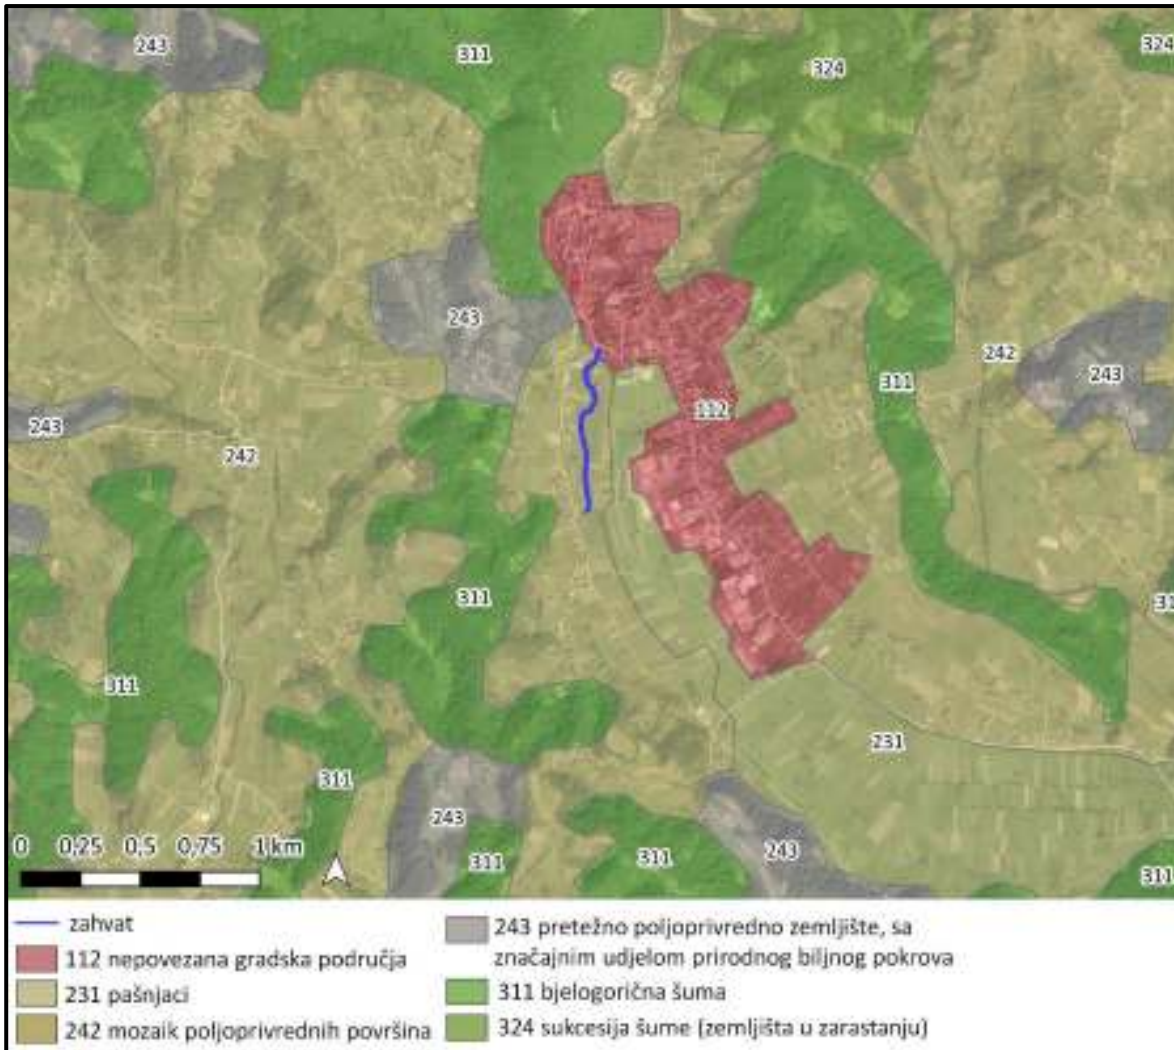 243
311
324
324
243
242
311
243
112
243
242
311
311
231
311
243
311
311
243
311
0 0,25 0,5 0,75 1 km
zahvat
112 nepovezana gradska područja
231 pašnjaci
242 mozaik poljoprivrednih površina
243 pretežno poljoprivredno zemljište, sa
značajnim udjelom prirodnog biljnog pokrova
311 bjelogorična šuma
324 sukcesija šume (zemljišta u zarastanju)